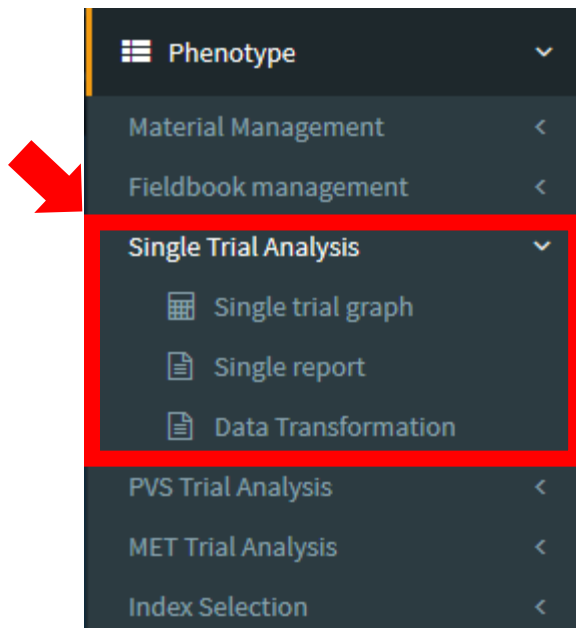 Phenotype
Material Management
Fieldbook management
Single Trial Analysis
Single trial graph
Single report
Data Transformation
PVS Trial Analysis
MET Trial Analysis
Index Selection